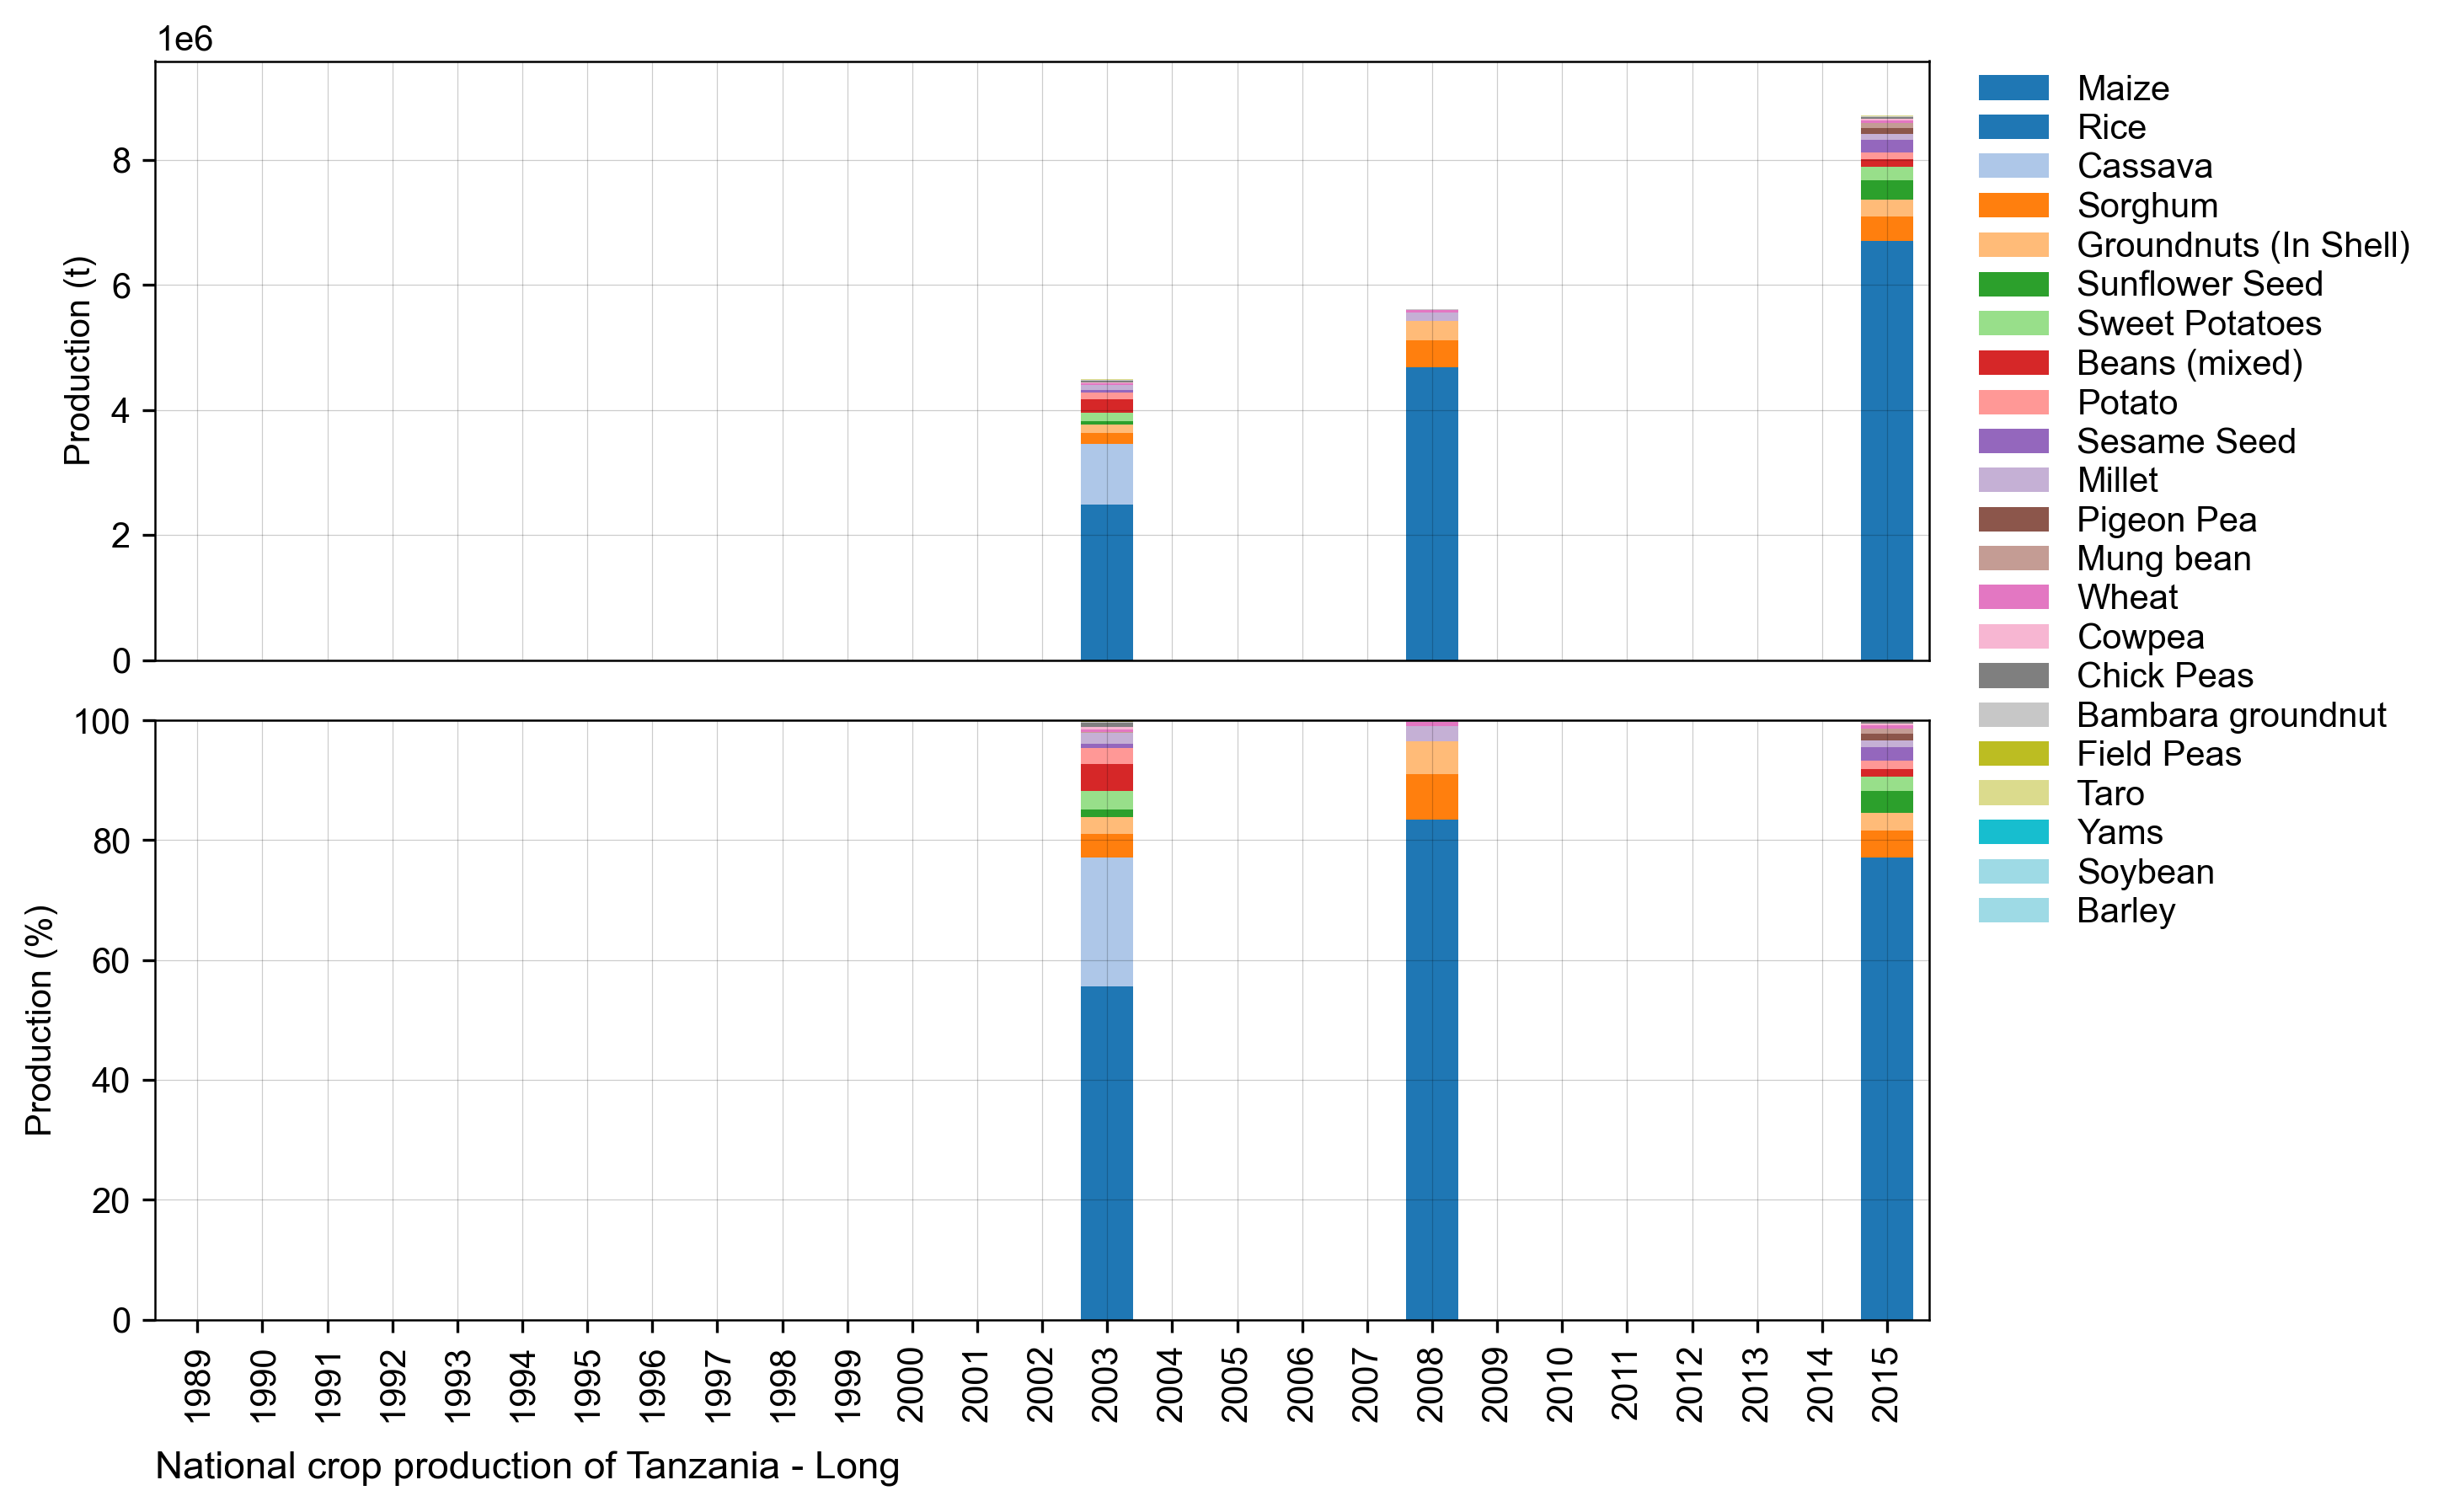 1e6
8
6
4
2
0
Production (t)
100
80
60
40
20
0
Production (%)
1989
1990
1991
1992
1993
1994
1995
1996
1997
1998
1999
2000
2001
2002
2003
2004
2005
2006
2007
2008
2009
2010
2011
2012
2013
2014
2015
National crop production of Tanzania - Long
Maize
Rice
Cassava
Sorghum
Groundnuts (In Shell)
Sunflower Seed
Sweet Potatoes
Beans (mixed)
Potato
Sesame Seed
Millet
Pigeon Pea
Mung bean
Wheat
Cowpea
Chick Peas
Bambara groundnut
Field Peas
Taro
Yams
Soybean
Barley